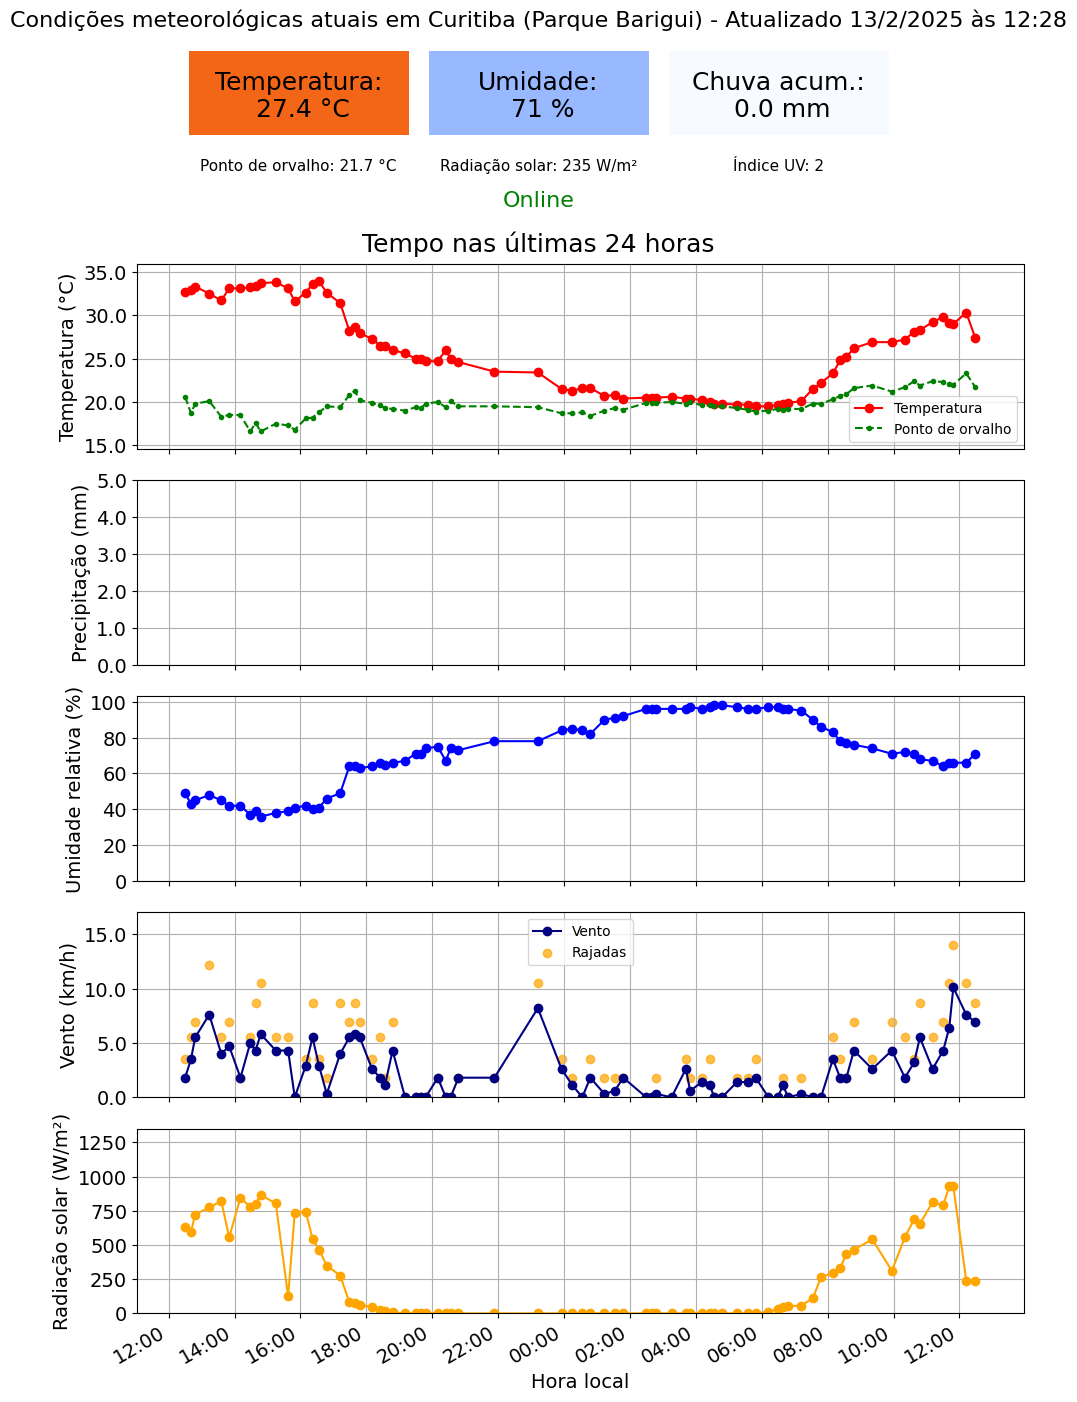 Condições meteorológicas atuais em Curitiba (Parque Barigui) - Atualizado 13/2/2025 às 12:28
Temperatura:
27.4 °C
Umidade:
71 %
Chuva acum.:
0.0 mm
Ponto de orvalho: 21.7 °C
Radiação solar: 235 W/m²
Índice UV: 2
Online
Tempo nas últimas 24 horas
Temperatura (°C)
35.0
30.0
25.0
20.0
15.0
Temperatura
Ponto de orvalho
Precipitação (mm)
5.0
4.0
3.0
2.0
1.0
0.0
Umidade relativa (%)
100
80
60
40
20
0
Vento (km/h)
15.0
10.0
5.0
0.0
Vento
Rajadas
Radiação solar (W/m²)
1250
1000
750
500
250
0
12:00
14:00
16:00
18:00
20:00
22:00
00:00
02:00
04:00
06:00
08:00
10:00
12:00
Hora local